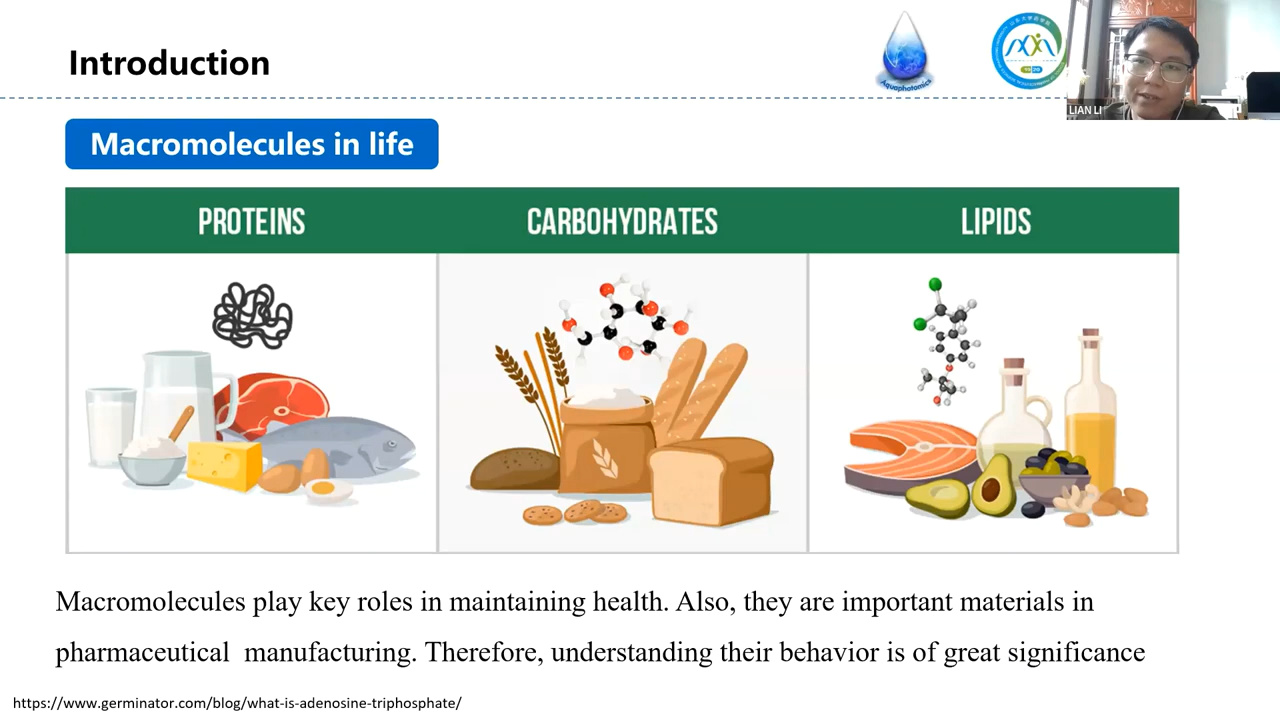 Introduction
Aquaphotomics
LIAN LI
Macromolecules in life
PROTEINS
CARBOHYDRATES
LIPIDS
Macromolecules play key roles in maintaining health. Also, they are important materials in
pharmaceutical manufacturing. Therefore, understanding their behavior is of great significance
https://www.germinator.com/blog/what-is-adenosine-triphosphate/